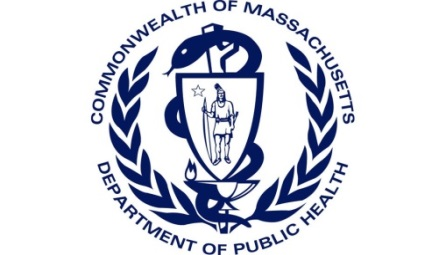 COMMONWEALTH OF MASSACHUSETTS
DEPARTMENT OF PUBLIC HEALTH